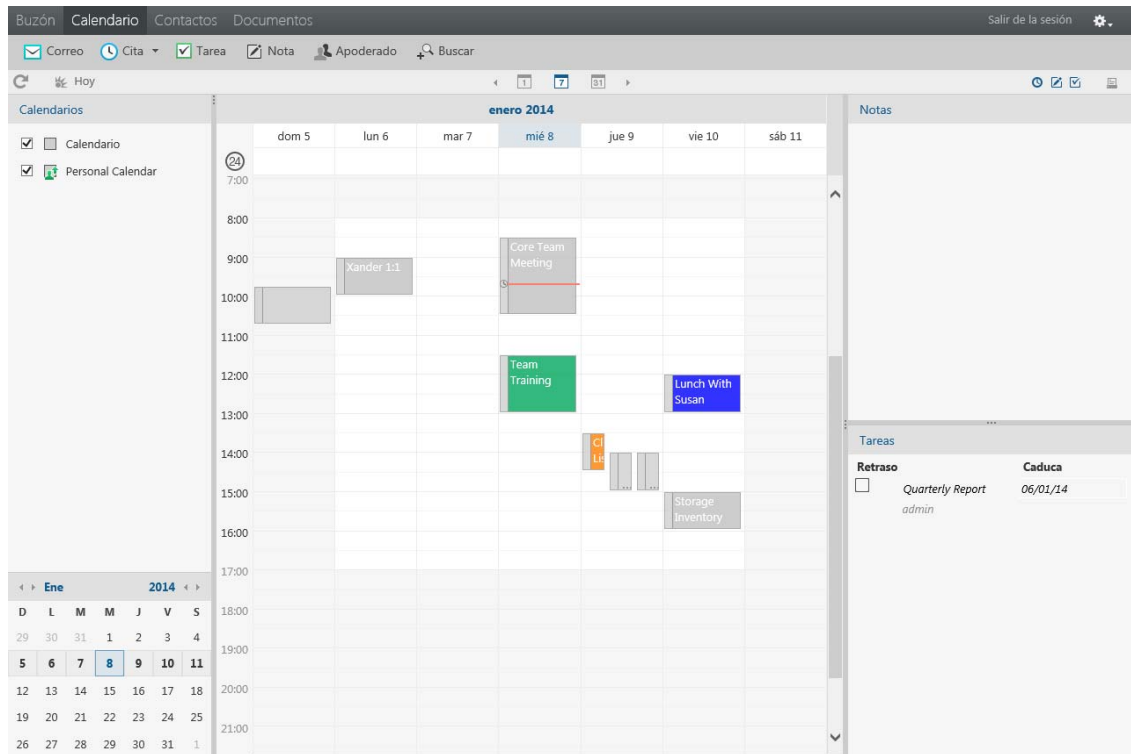 Buzón Calendario Contactos Documentos Salir de la sesión
Correo Cita Tarea Nota Apoderado Buscar
Hoy 1 7 31
Calendarios
Calendario
Personal Calendar
enero 2014
dom 5 lun 6 mar 7 mié 8 jue 9 vie 10 sáb 11
24
7:00
8:00
9:00
10:00
11:00
12:00
13:00
14:00
15:00
16:00
17:00
18:00
19:00
20:00
21:00
Xander 1:1
Core Team
Meeting
Team
Training
Cl
Lis
...
...
Lunch With
Susan
Storage
Inventory
Notas
Tareas
Retraso Caduca
Quarterly Report 06/01/14
admin
Ene 2014
D L M M J V S
29 30 31 1 2 3 4
5 6 7 8 9 10 11
12 13 14 15 16 17 18
19 20 21 22 23 24 25
26 27 28 29 30 31 1